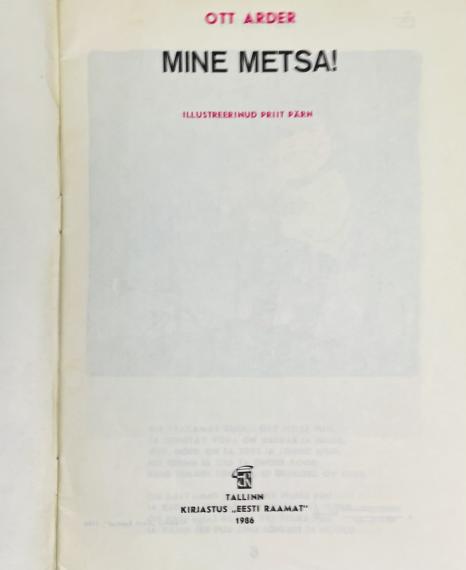 OTT ARDER
MINE METSA!
ILLUSTREERINUD PRIIT PÄRN
TALLINN
KIRJASTUS „EESTI RAAMAT"
1986